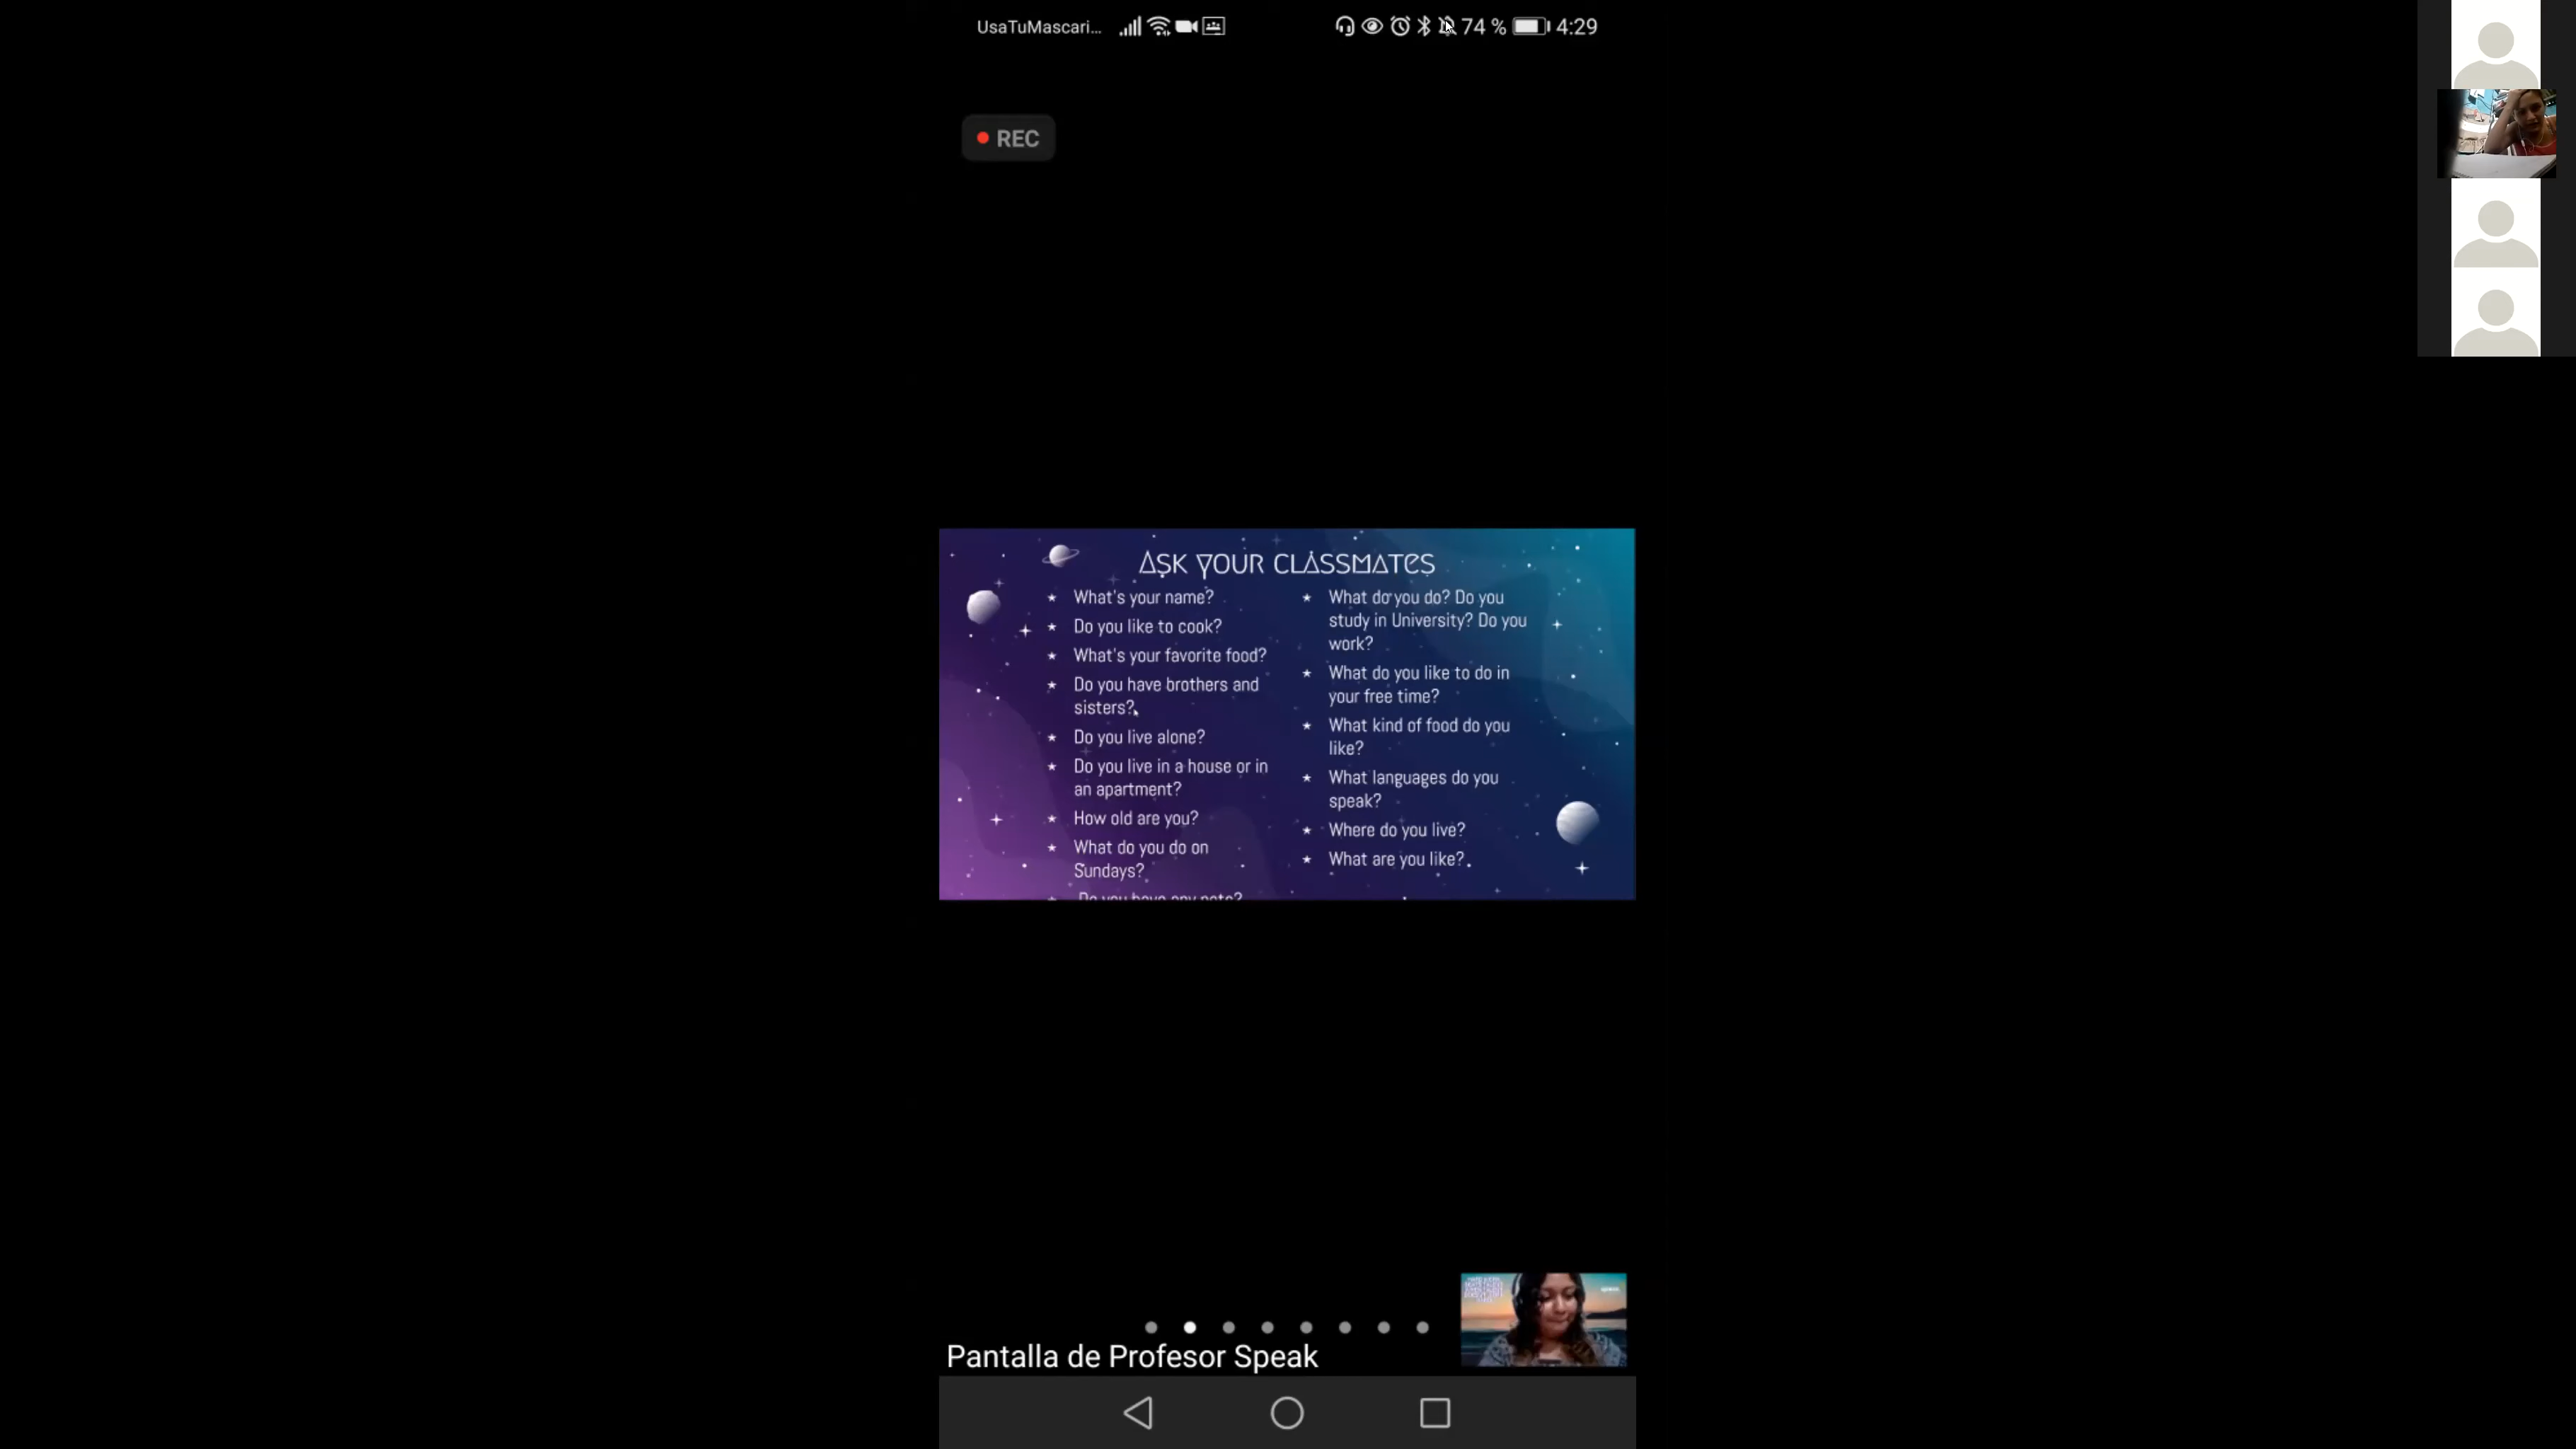 UsaTuMascari...
74 %
4:29
REC
ASK YOUR CLASSMATES
What's your name?
Do you like to cook?
What's your favorite food?
Do you have brothers and
sisters?
Do you live alone?
Do you live in a house or in
an apartment?
How old are you?
What do you do on
Sundays?
Do you have any pets?
What do you do? Do you
study in University? Do you
work?
What do you like to do in
your free time?
What kind of food do you
like?
What languages do you
speak?
Where do you live?
What are you like?
Pantalla de Profesor Speak